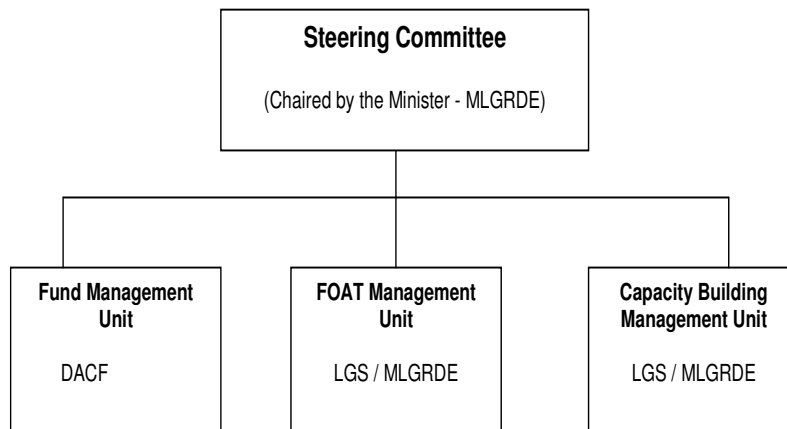 Steering Committee
(Chaired by the Minister - MLGRDE)
Fund Management
Unit
DACF
FOAT Management
Unit
LGS / MLGRDE
Capacity Building
Management Unit
LGS / MLGRDE